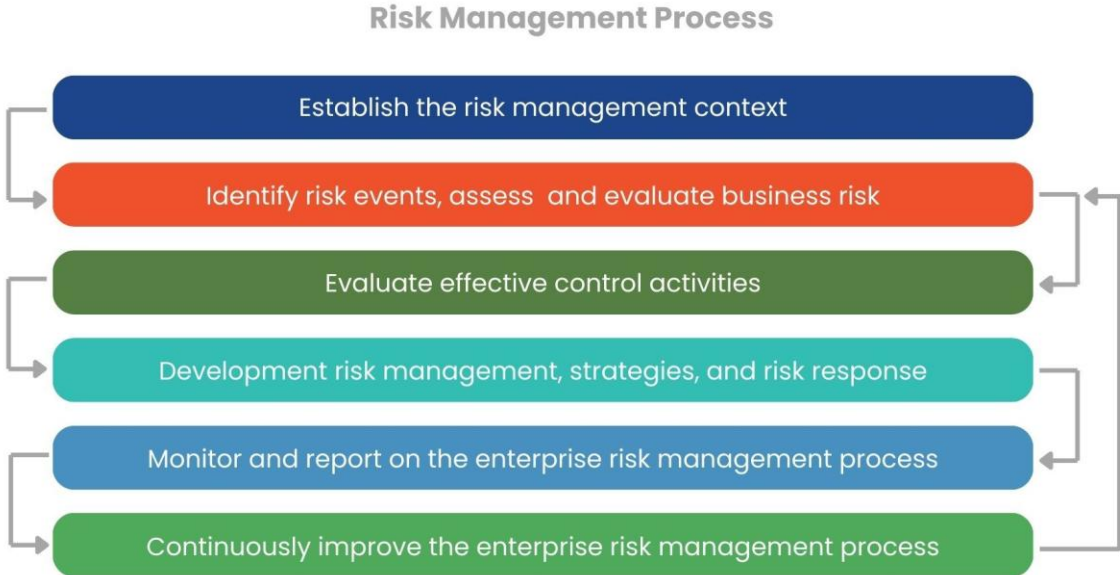 Risk Management Process
Establish the risk management context
Identify risk events, assess  and evaluate business risk
Evaluate effective control activities
Development risk management, strategies, and risk response
Monitor and report on the enterprise risk management process
Continuously improve the enterprise risk management process